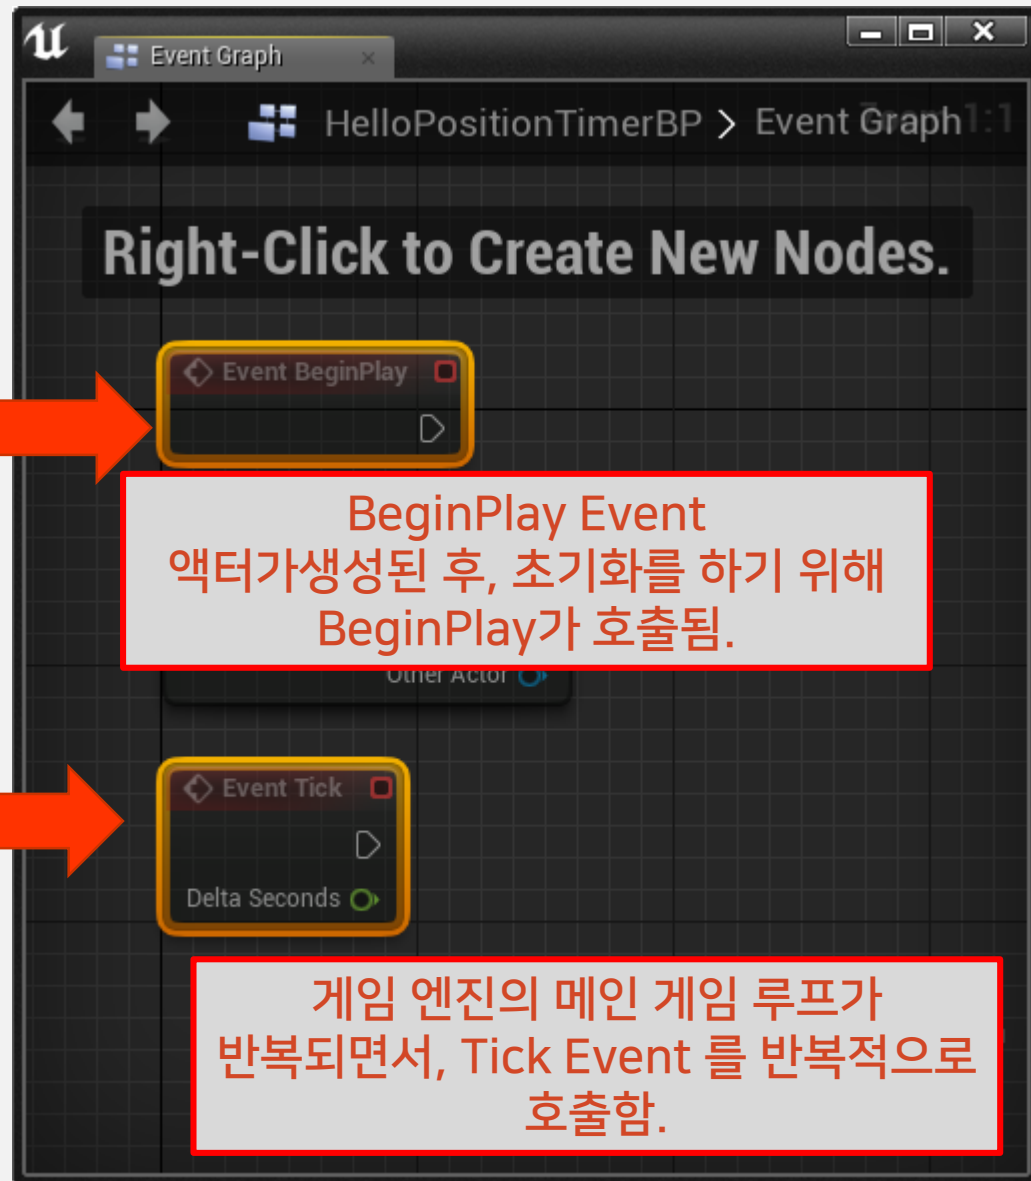 Event Graph
HelloPositionTimerBP > Event Graph
Zoom 1:1
Right-Click to Create New Nodes.
Event BeginPlay
BeginPlay Event
액터가생성된 후, 초기화를 하기 위해
BeginPlay가 호출됨.
Other Actor
Event Tick
Delta Seconds
게임 엔진의 메인 게임 루프가
반복되면서, Tick Event 를 반복적으로
호출함.